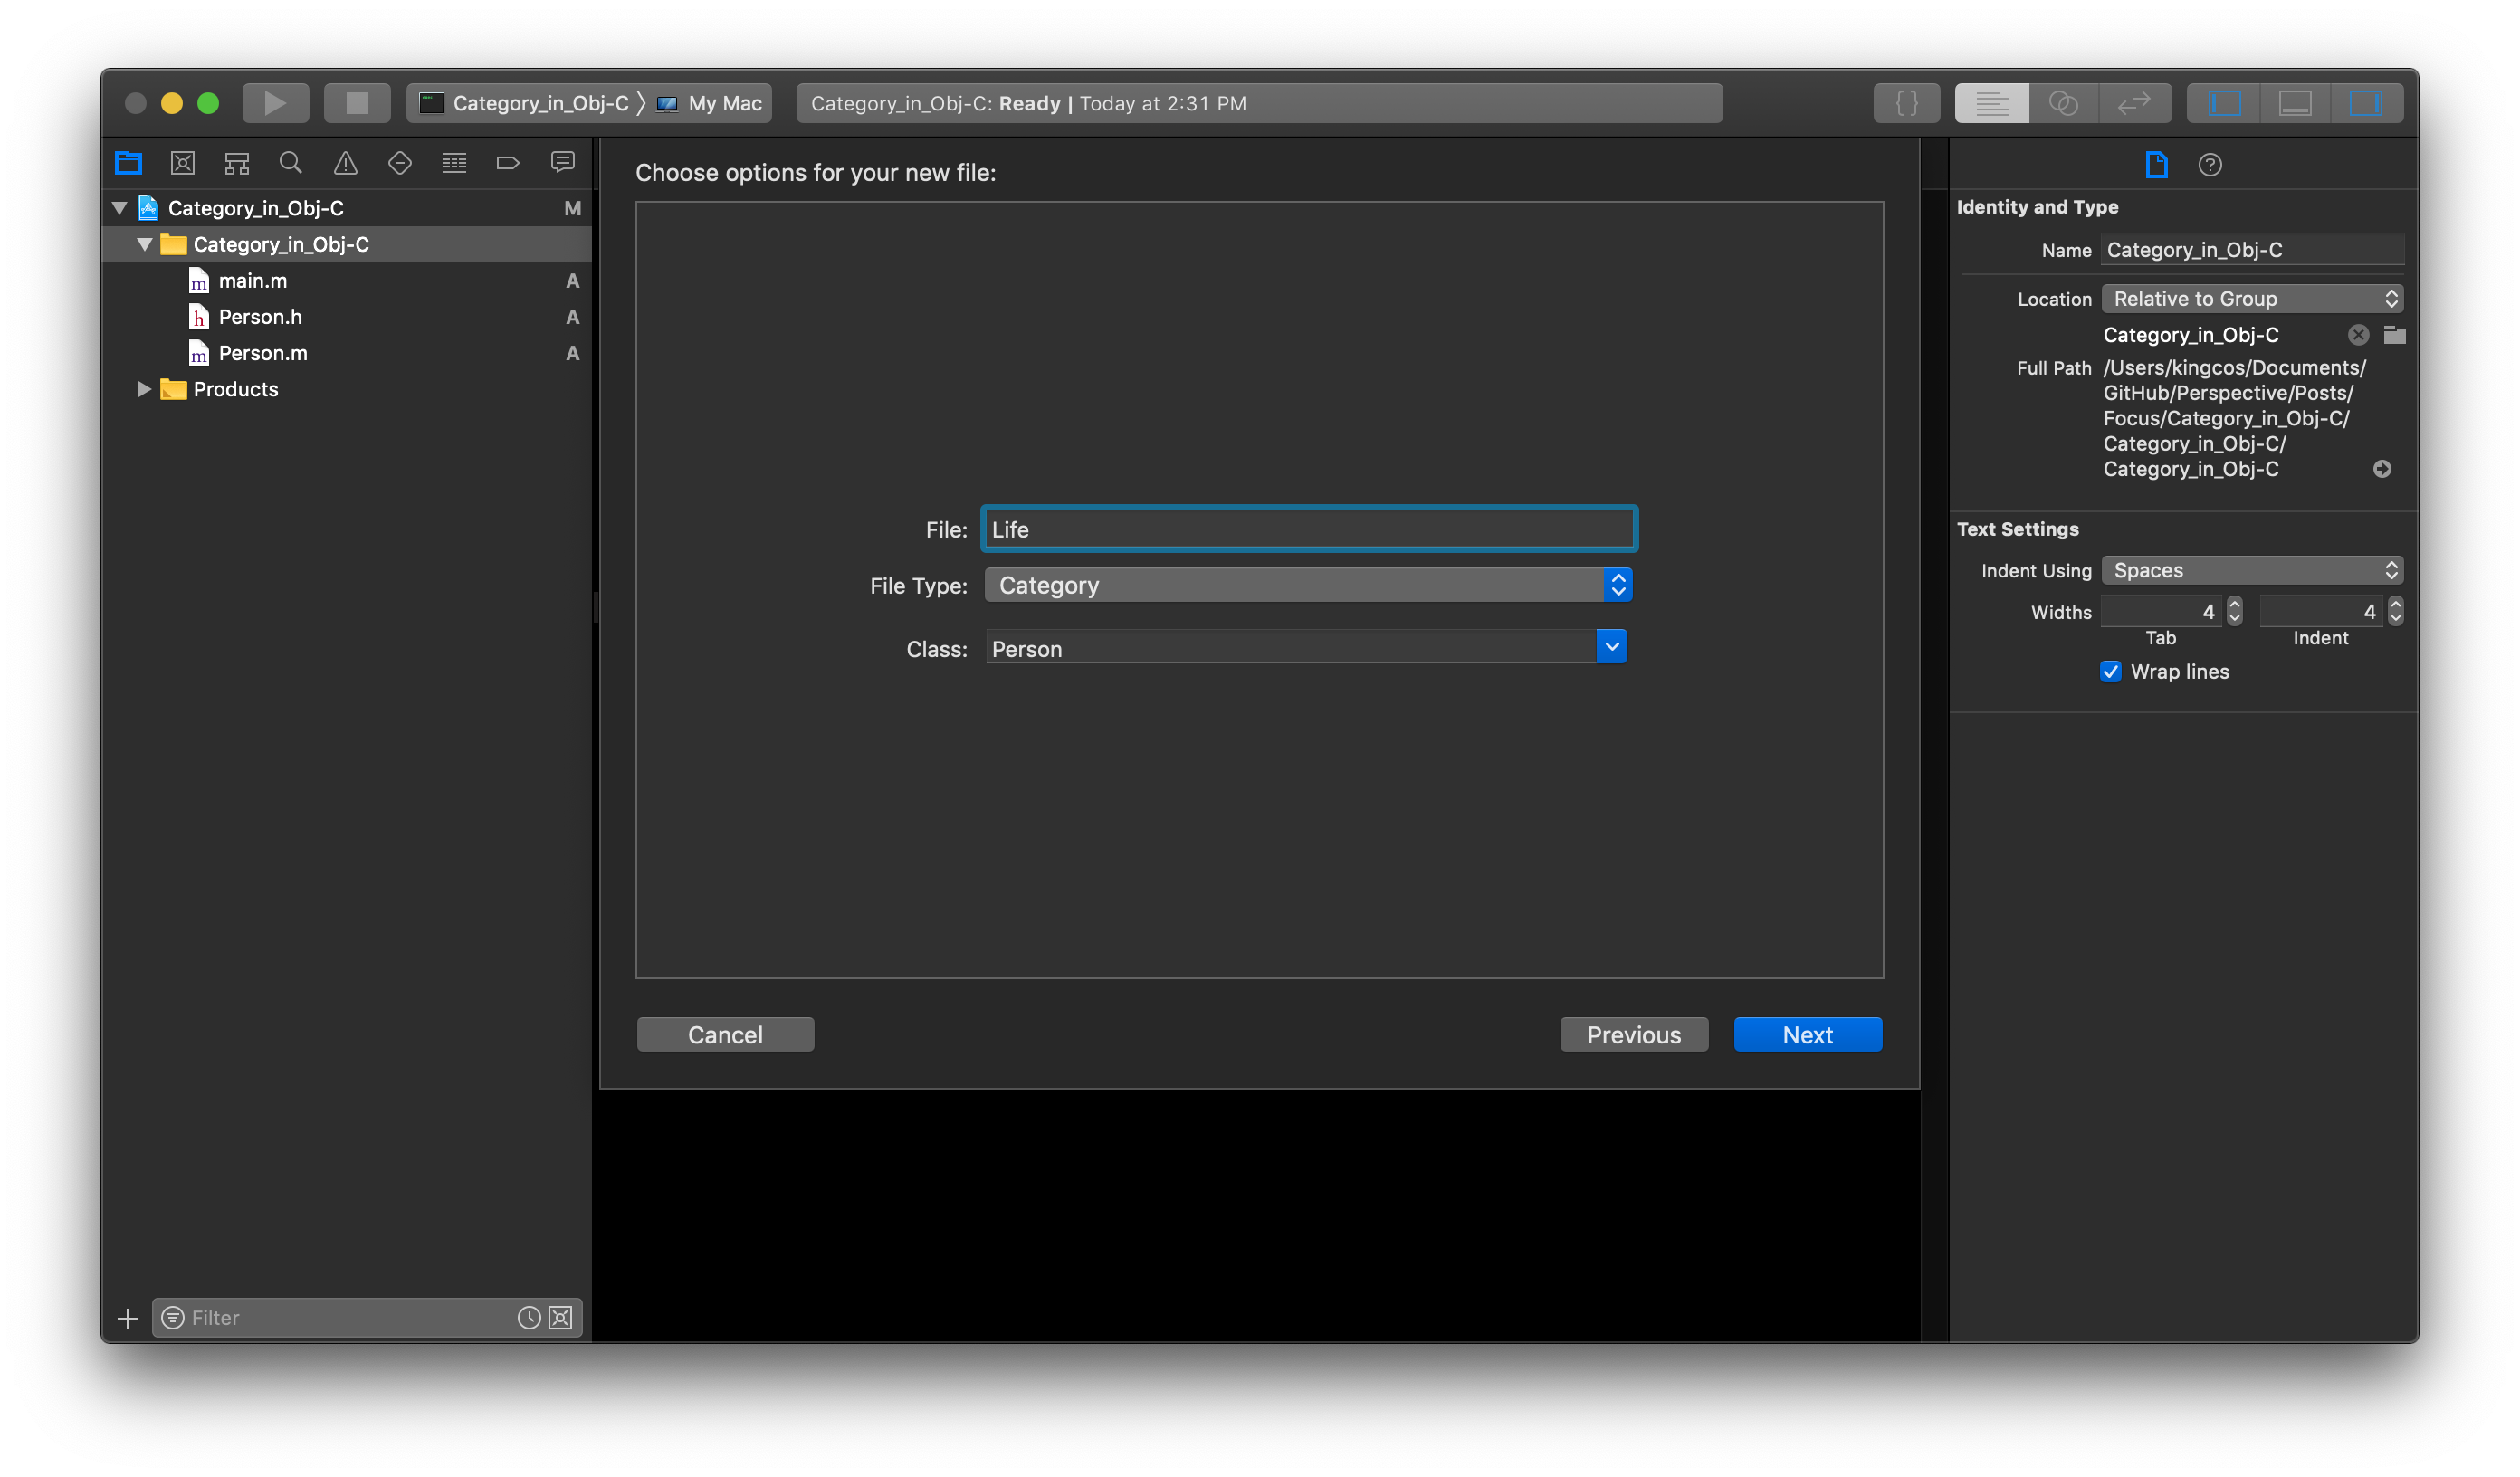 Category_in_Obj-C 〉 My Mac
Category_in_Obj-C: Ready | Today at 2:31 PM
{ }
Category_in_Obj-C M
Category_in_Obj-C
m main.m A
h Person.h A
m Person.m A
Products
Filter
Choose options for your new file:
File: Life
File Type: Category
Class: Person
Cancel
Previous
Next
Identity and Type
Name Category_in_Obj-C
Location Relative to Group
Category_in_Obj-C
Full Path /Users/kingcos/Documents/
GitHub/Perspective/Posts/
Focus/Category_in_Obj-C/
Category_in_Obj-C/
Category_in_Obj-C
Text Settings
Indent Using Spaces
Widths 4 4
Tab Indent
Wrap lines